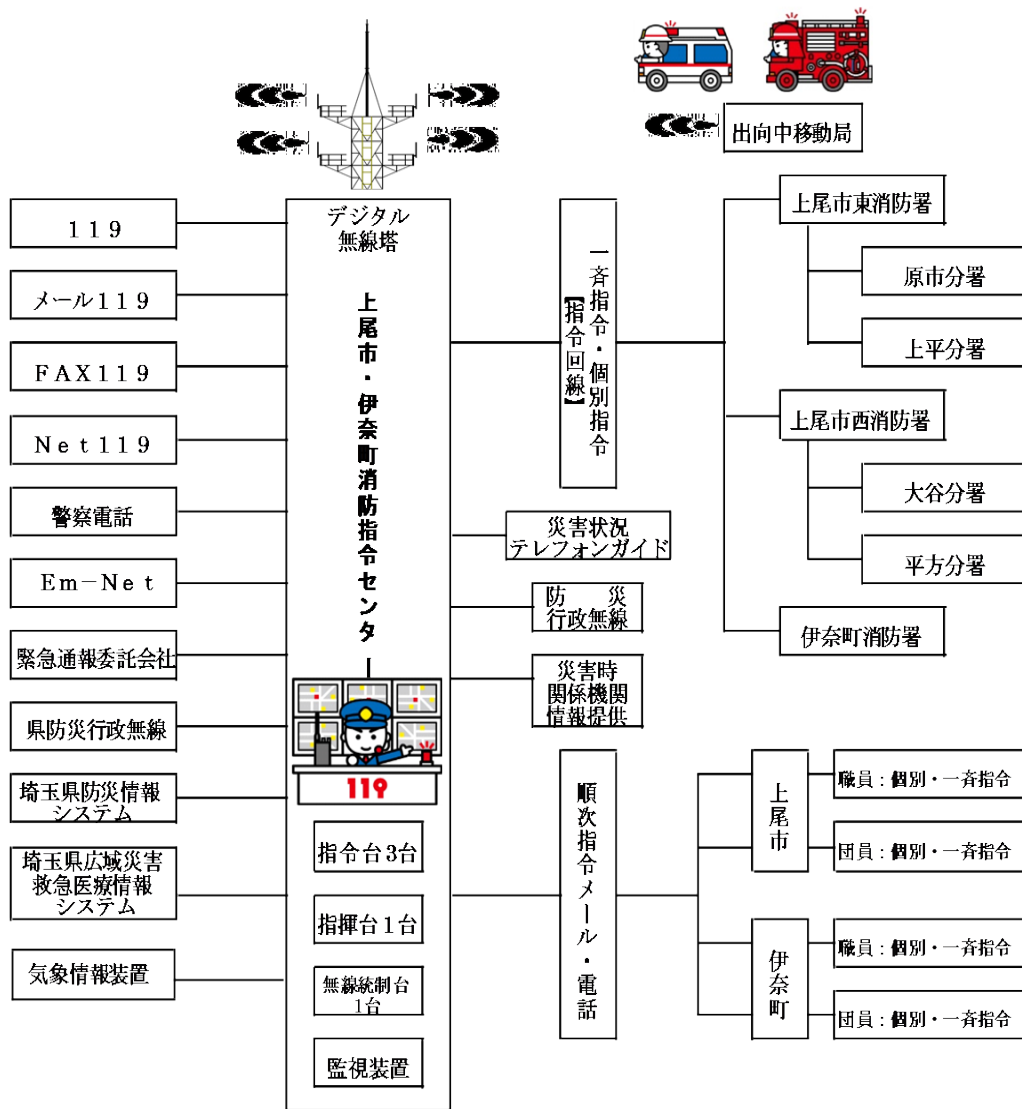 出向中移動局
119
メール119
FAX119
Net119
警察電話
Em-Net
緊急通報委託会社
県防災行政無線
埼玉県防災情報
システム
埼玉県広域災害
救急医療情報
システム
気象情報装置
デジタル
無線塔
上尾市・伊奈町消防指令センター
119
指令台3台
指揮台1台
無線統制台
1台
監視装置
一斉指令・個別指令
【指令回線】
災害状況
テレフォンガイド
防 災
行政無線
災害時
関係機関
情報提供
順次指令メール・電話
上尾市東消防署
原市分署
上平分署
上尾市西消防署
大谷分署
平方分署
伊奈町消防署
上尾市
職員：個別・一斉指令
団員：個別・一斉指令
伊奈町
職員：個別・一斉指令
団員：個別・一斉指令